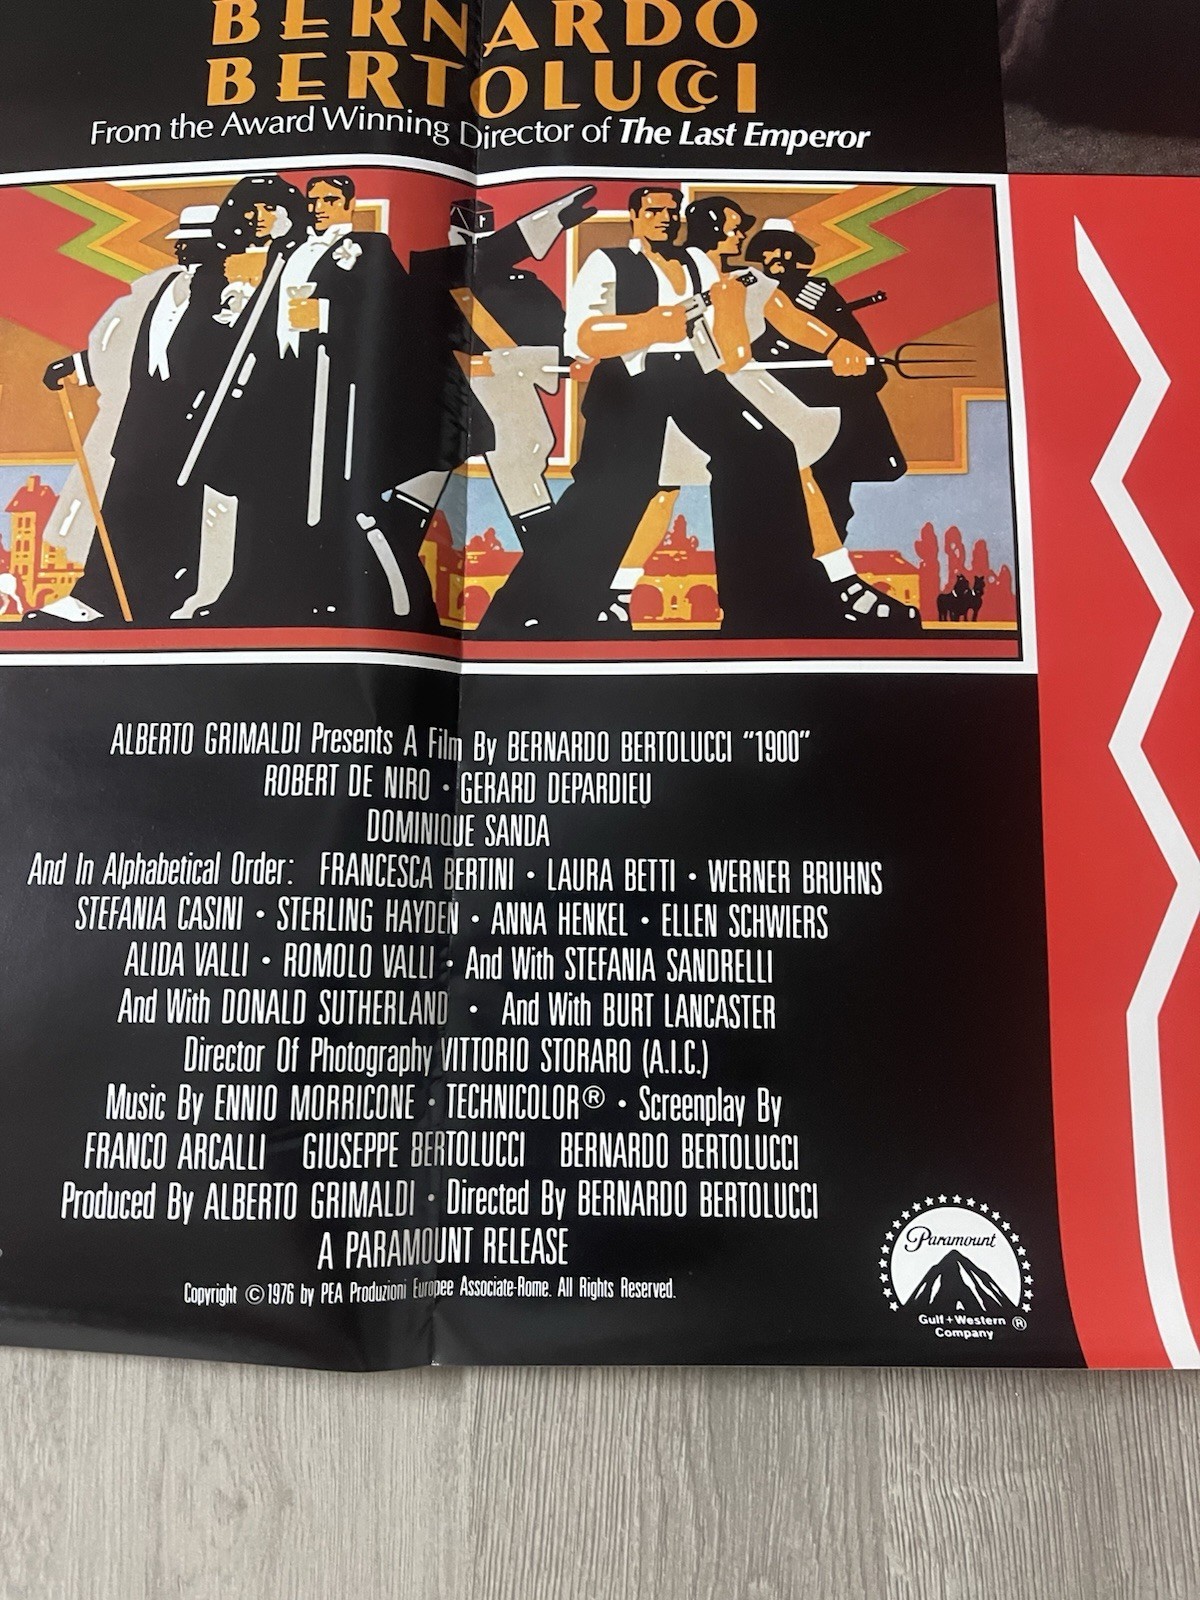 BERNARDO
BERTOLUCCI
From the Award Winning Director of The Last Emperor
ALBERTO GRIMALDI Presents A Film By BERNARDO BERTOLUCCI "1900"
ROBERT DE NIRO · GERARD DEPARDIEU
DOMINIQUE SANDA
And In Alphabetical Order: FRANCESCA BERTINI · LAURA BETTI · WERNER BRUHNS
STEFANIA CASINI · STERLING HAYDEN · ANNA HENKEL · ELLEN SCHWIERS
ALIDA VALLI · ROMOLO VALLI · And With STEFANIA SANDRELLI
And With DONALD SUTHERLAND · And With BURT LANCASTER
Director Of Photography VITTORIO STORARO (A.I.C.)
Music By ENNIO MORRICONE · TECHNICOLOR® · Screenplay By
FRANCO ARCALLI GIUSEPPE BERTOLUCCI BERNARDO BERTOLUCCI
Produced By ALBERTO GRIMALDI · Directed By BERNARDO BERTOLUCCI
A PARAMOUNT RELEASE
Copyright ©1976 by PEA Produzioni Europee Associate-Rome. All Rights Reserved.
Paramount
A
Gulf+Western ®
Company